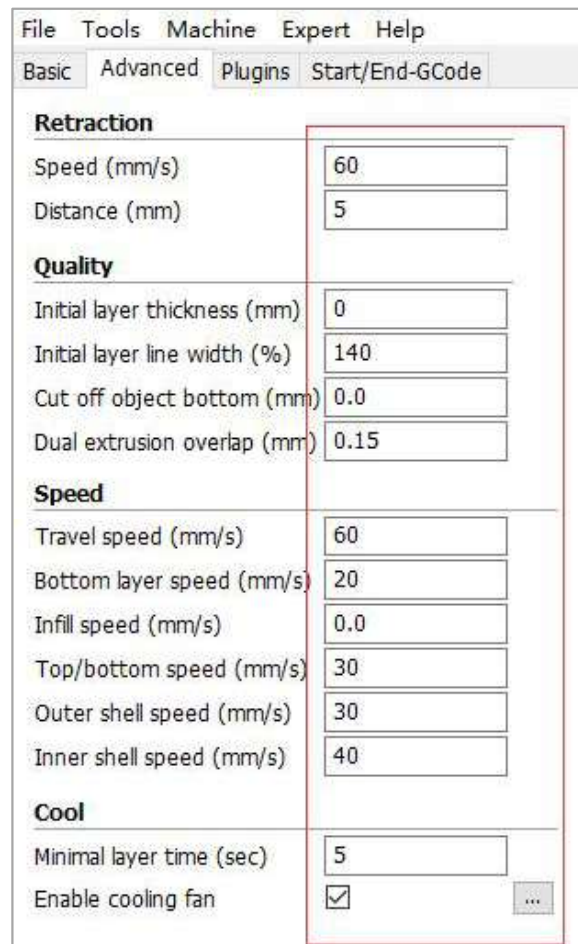 File Tools Machine Expert Help
Basic Advanced Plugins Start/End-GCode
Retraction
Speed (mm/s) 60
Distance (mm) 5
Quality
Initial layer thickness (mm) 0
Initial layer line width (%) 140
Cut off object bottom (mm) 0.0
Dual extrusion overlap (mm) 0.15
Speed
Travel speed (mm/s) 60
Bottom layer speed (mm/s) 20
Infill speed (mm/s) 0.0
Top/bottom speed (mm/s) 30
Outer shell speed (mm/s) 30
Inner shell speed (mm/s) 40
Cool
Minimal layer time (sec) 5
Enable cooling fan ...